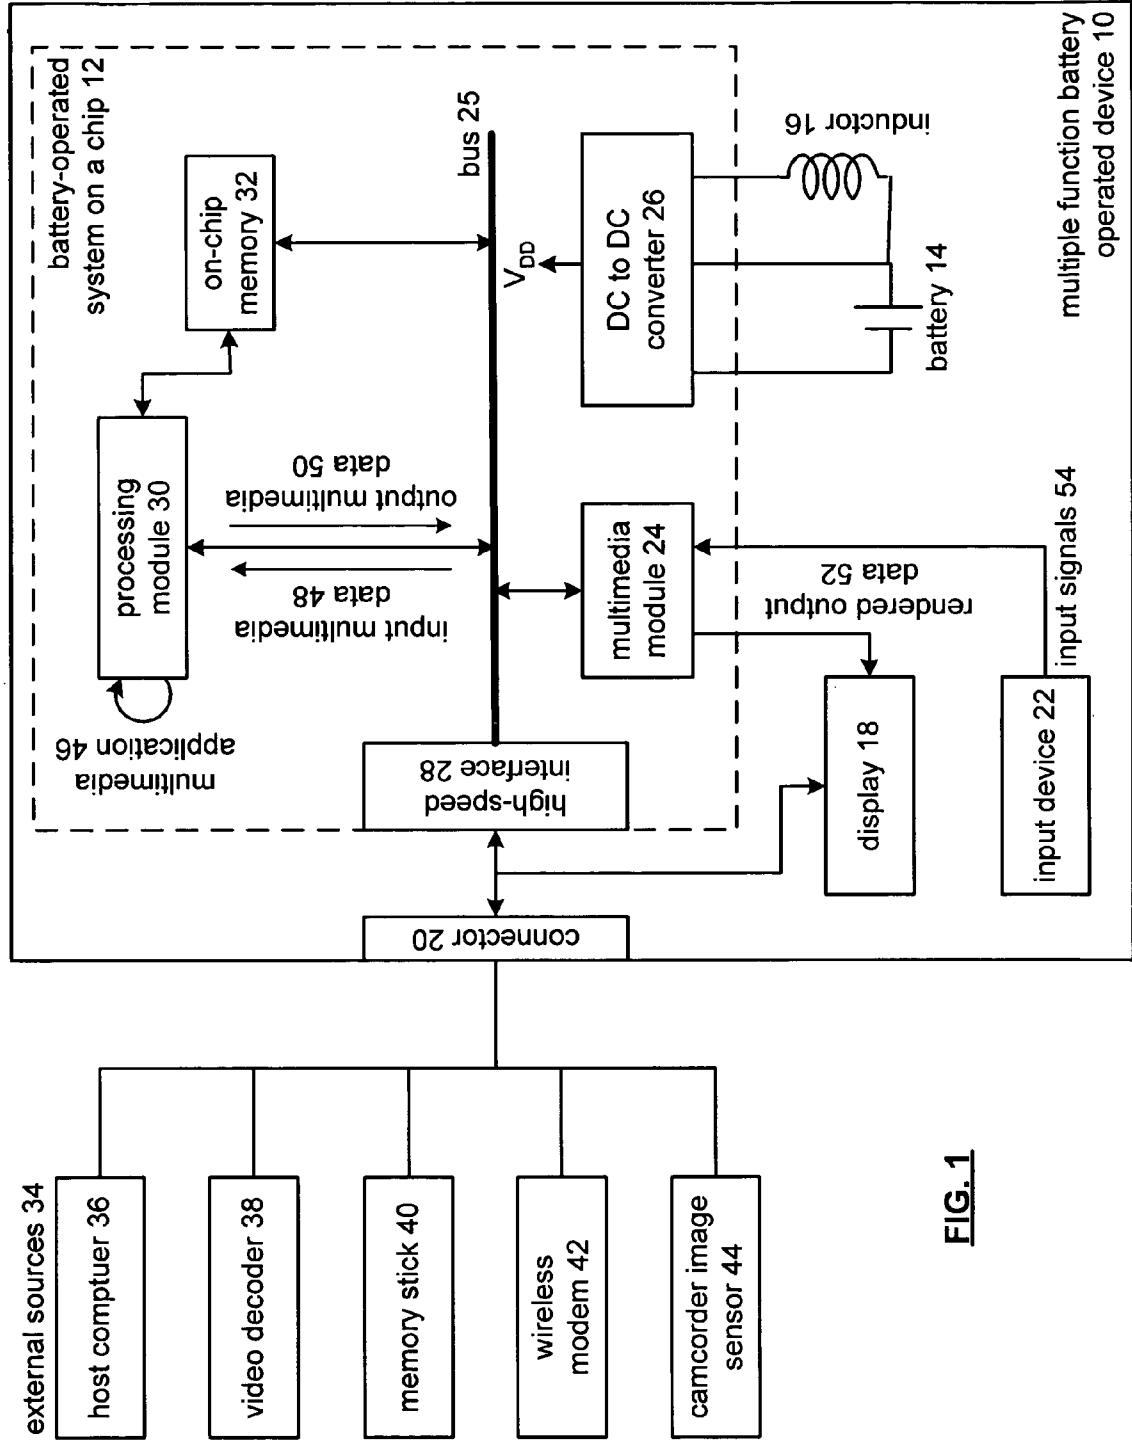 external sources 34
host comptuer 36
video decoder 38
memory stick 40
wireless
modem 42
camcorder image
sensor 44
connector 20
high-speed
interface 28
multimedia
application 46
processing
module 30
input multimedia
data 48
output multimedia
data 50
on-chip
memory 32
battery-operated
system on a chip 12
bus 25
multimedia
module 24
DC to DC
converter 26
VDD
inductor 16
battery 14
rendered output
data 52
display 18
input device 22
input signals 54
multiple function battery
operated device 10
FIG. 1